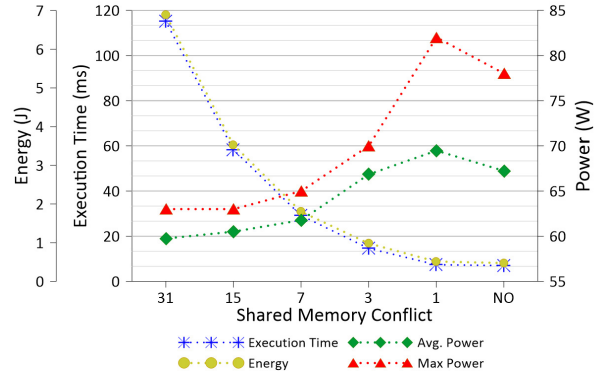 7 120 85
6 100 80
5 80 75
4
3 60 70
2 40 65
1 20 60
0 0 55
Energy (J)
Execution Time (ms)
Power (W)
31 15 7 3 1 NO
Shared Memory Conflict
Execution Time Avg. Power
Energy Max Power